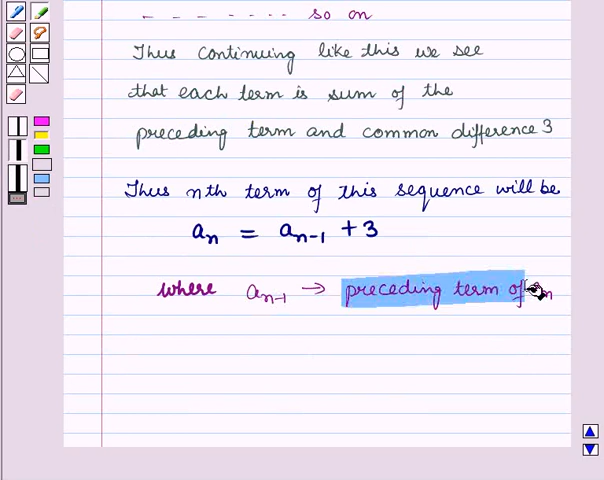 - - - - - - - - so on
Thus continuing like this we see
that each term is sum of the
preceding term and common difference 3
Thus nth term of this sequence will be
aₙ = aₙ₋₁ + 3
where aₙ₋₁ → preceding term of